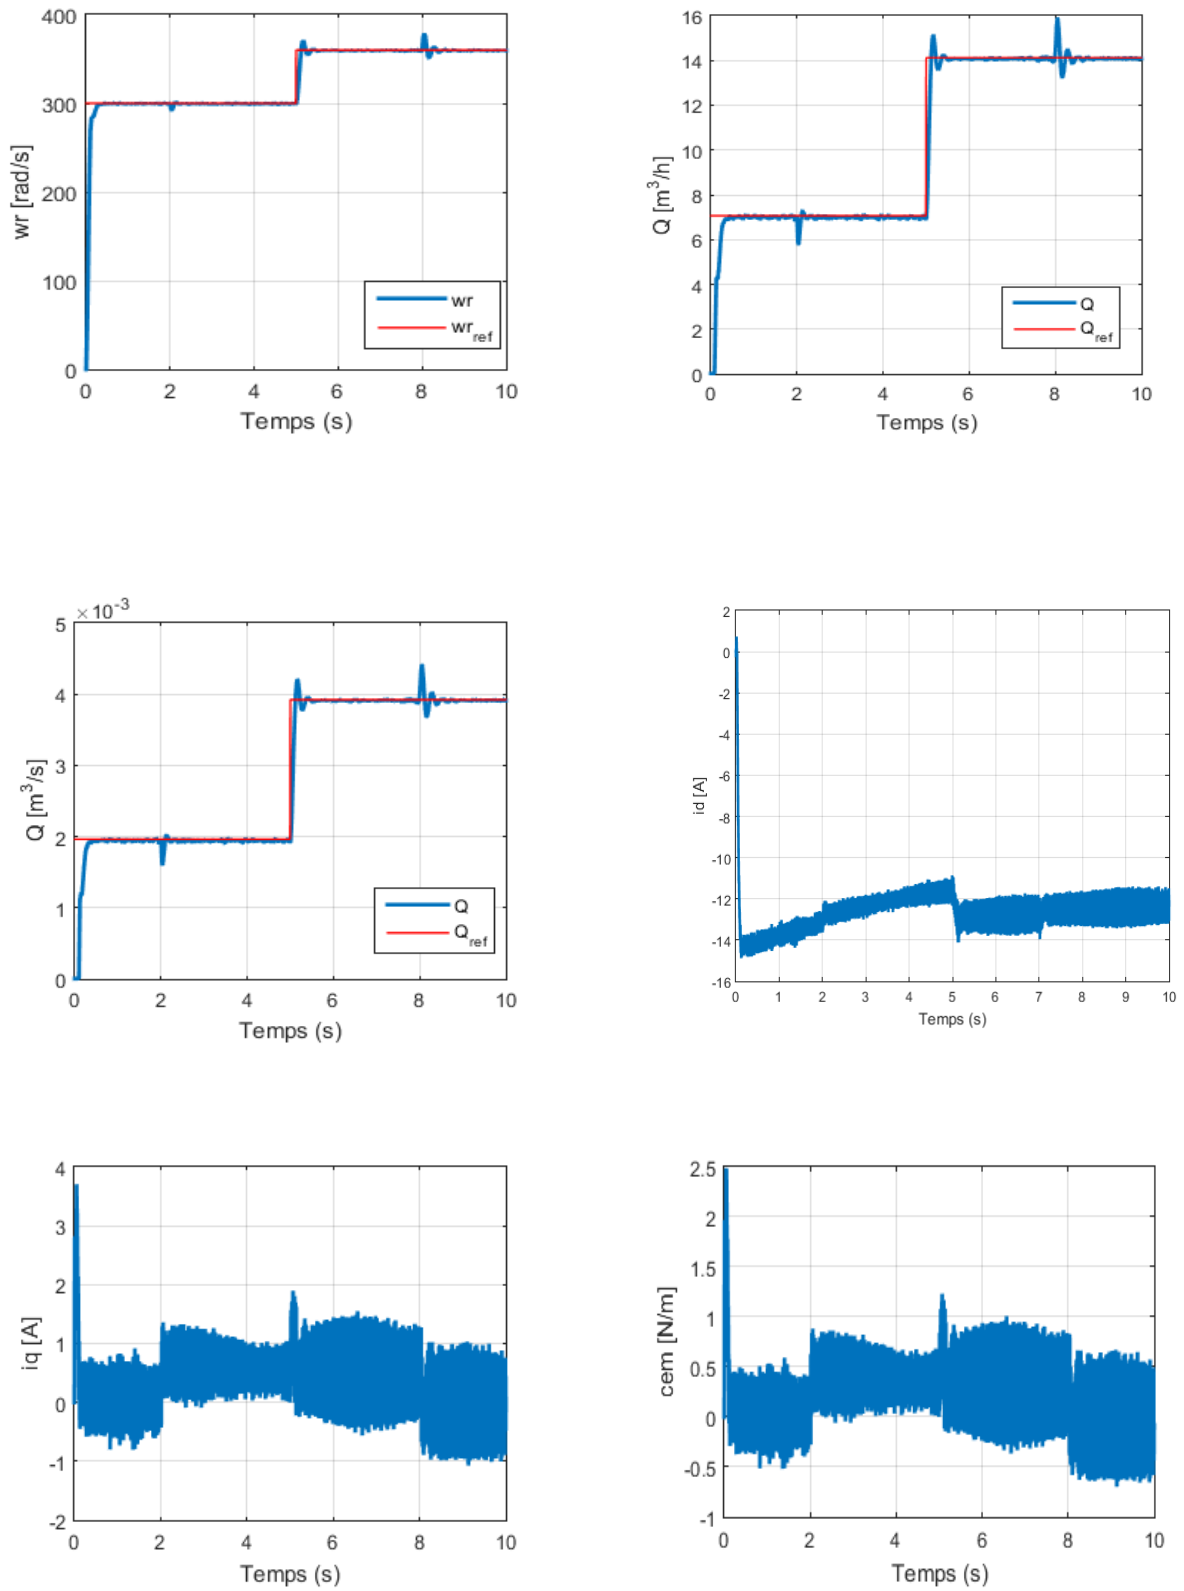 400
300
200
100
0
0 2 4 6 8 10
wr [rad/s]
Temps (s)
wr
wr_ref
16
14
12
10
8
6
4
2
0
0 2 4 6 8 10
Q [m³/h]
Temps (s)
Q
Q_ref
× 10⁻³
5
4
3
2
1
0
0 2 4 6 8 10
Q [m³/s]
Temps (s)
Q
Q_ref
2
0
-2
-4
-6
-8
-10
-12
-14
-16
0 1 2 3 4 5 6 7 8 9 10
id [A]
Temps (s)
4
3
2
1
0
-1
-2
0 2 4 6 8 10
iq [A]
Temps (s)
2.5
2
1.5
1
0.5
0
-0.5
-1
0 2 4 6 8 10
cem [N/m]
Temps (s)